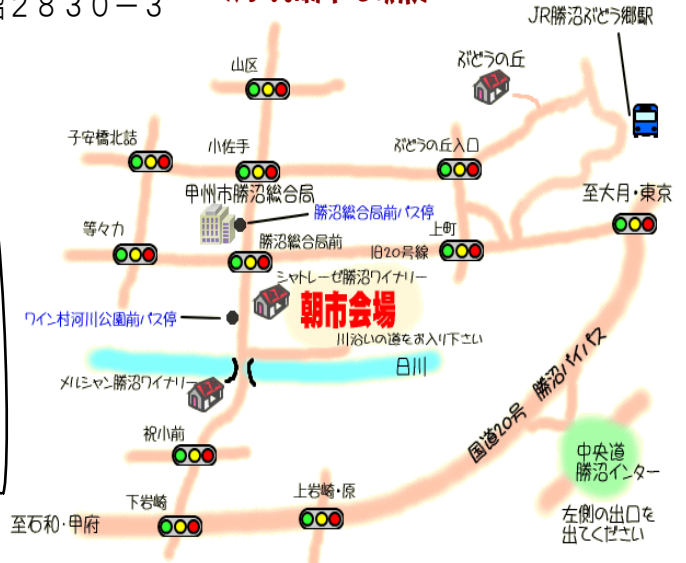 2830-3
JR勝沼ぶどう郷駅
山区
ぶどうの丘
子安橋北詰
小佐手
ぶどうの丘入口
甲州市勝沼総合局
至大月・東京
勝沼総合局前バス停
等々力
勝沼総合局前
上町
旧20号線
シャトレーゼ勝沼ワイナリー
朝市会場
ワイン村河川公園前バス停
川沿いの道をお入り下さい
日川
メルシャン勝沼ワイナリー
国道20号 勝沼バイパス
祝小前
中央道
勝沼インター
下岩崎
上岩崎・原
至石和・甲府
左側の出口を
出てください